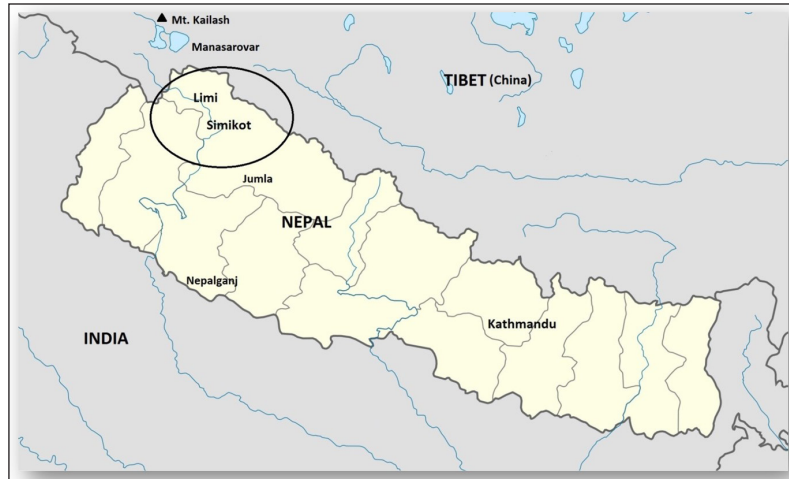 Mt. Kailash
Manasarovar
TIBET (China)
Limi
Simikot
Jumla
NEPAL
Nepalganj
Kathmandu
INDIA